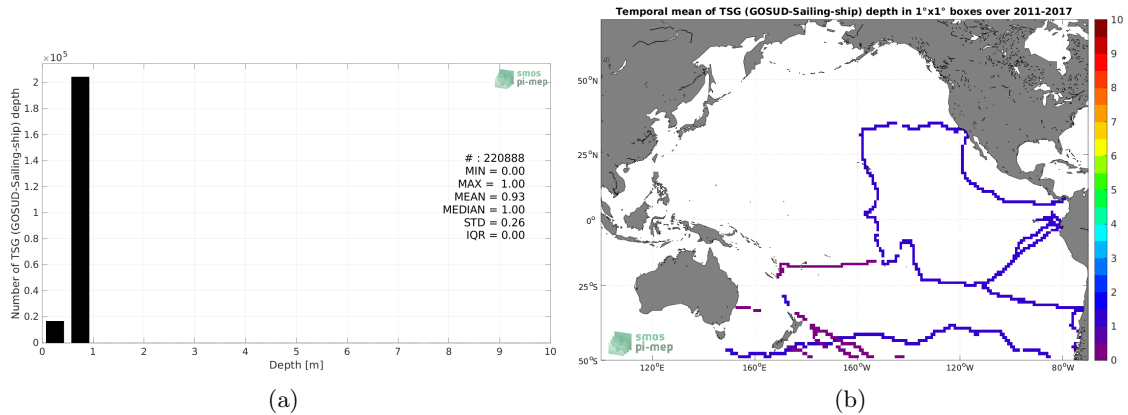 ×10⁵
2
1.8
1.6
1.4
1.2
1
0.8
0.6
0.4
0.2
0
Number of TSG (GOSUD-Sailing-ship) depth
smos
pi-mep
# : 220888
MIN = 0.00
MAX = 1.00
MEAN = 0.93
MEDIAN = 1.00
STD = 0.26
IQR = 0.00
0 1 2 3 4 5 6 7 8 9 10
Depth [m]
(a)
Temporal mean of TSG (GOSUD-Sailing-ship) depth in 1°x1° boxes over 2011-2017
50°N
25°N
0°
25°S
50°S
smos
pi-mep
120°E 160°E 160°W 120°W 80°W
10
9
8
7
6
5
4
3
2
1
0
(b)